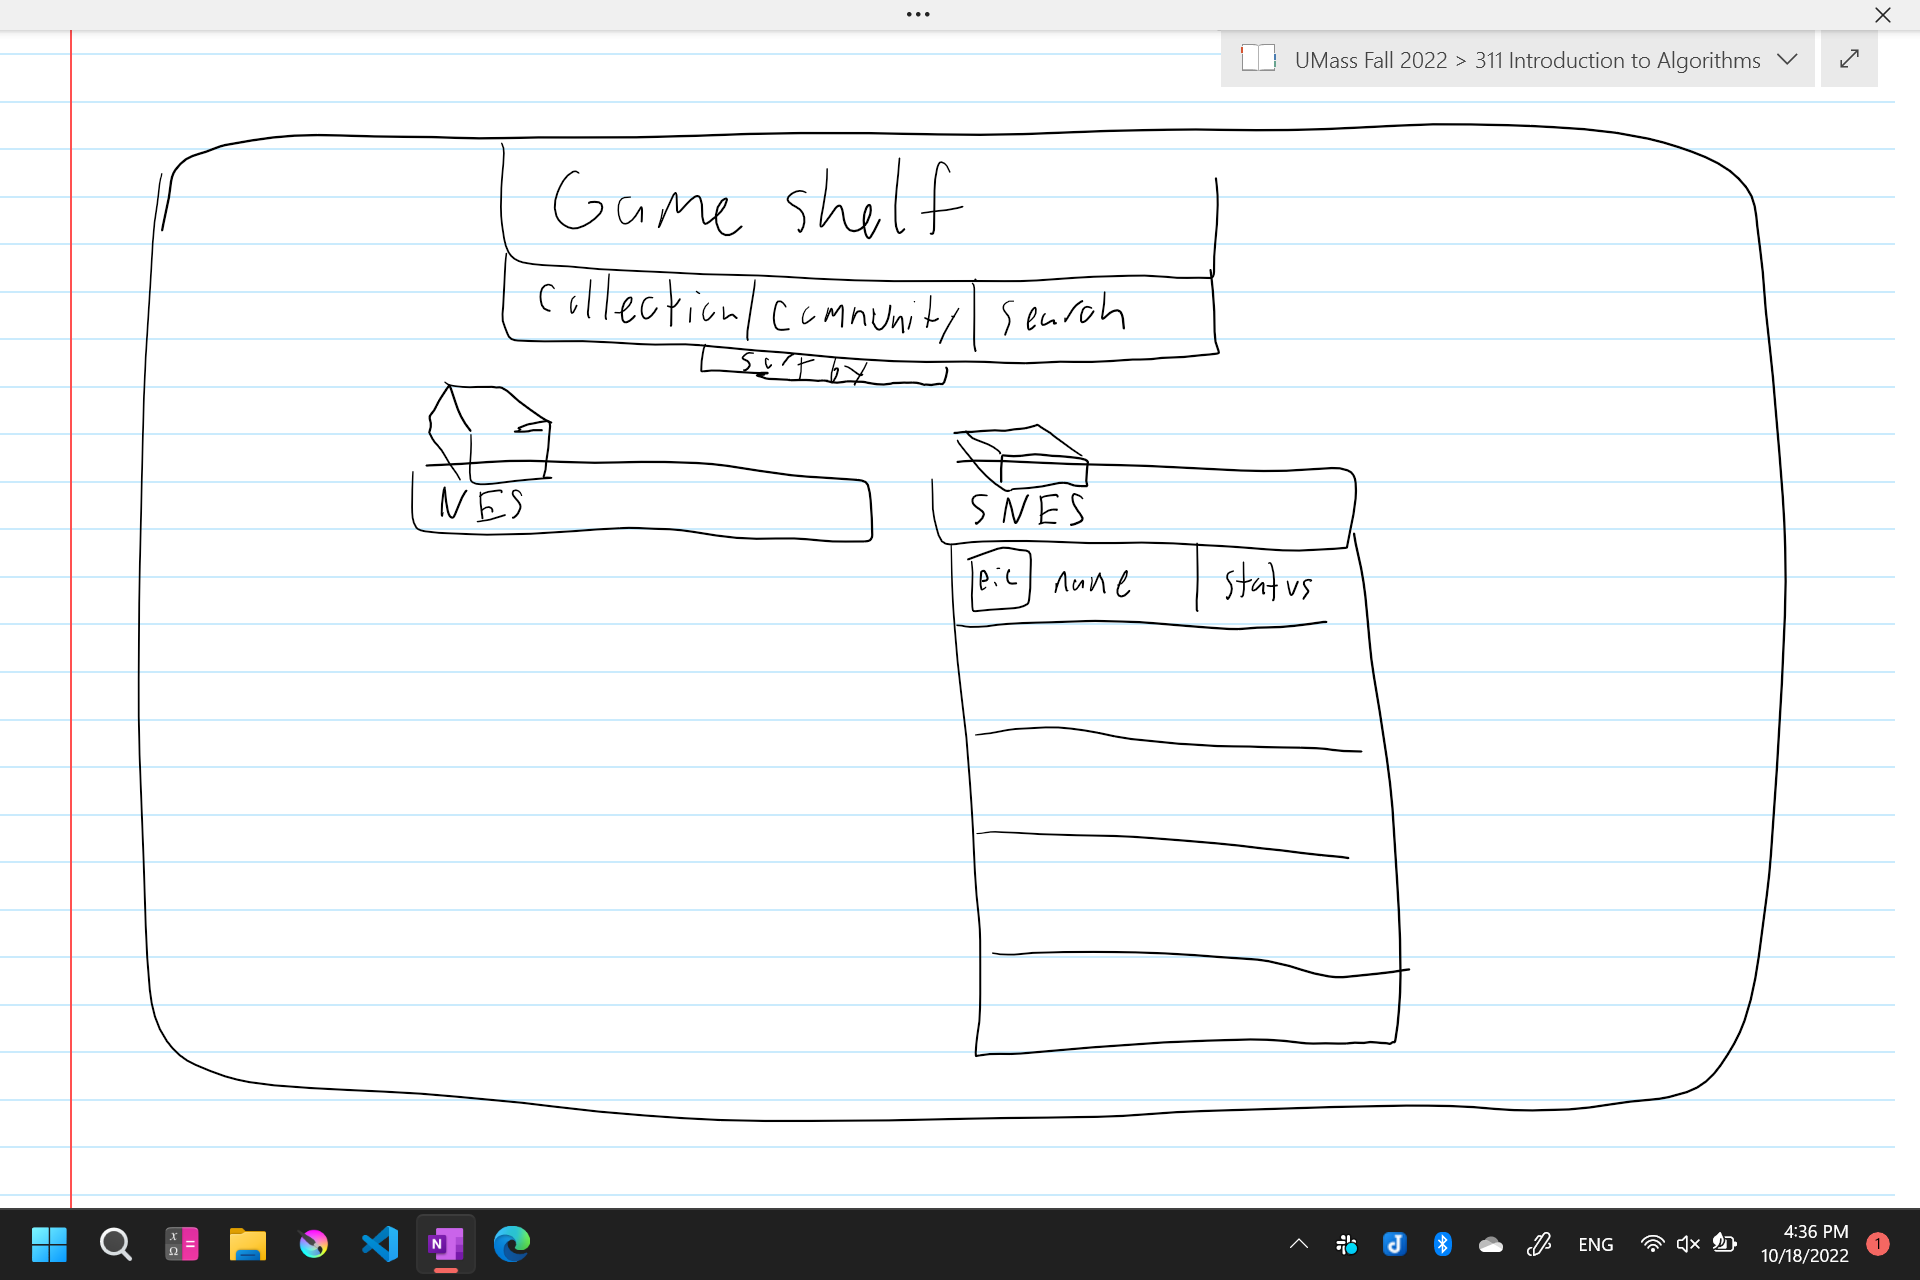 UMass Fall 2022 > 311 Introduction to Algorithms
Game shelf
Collection Community Search
Sort by
NES SNES
pic name status
ENG 4:36 PM 1
10/18/2022